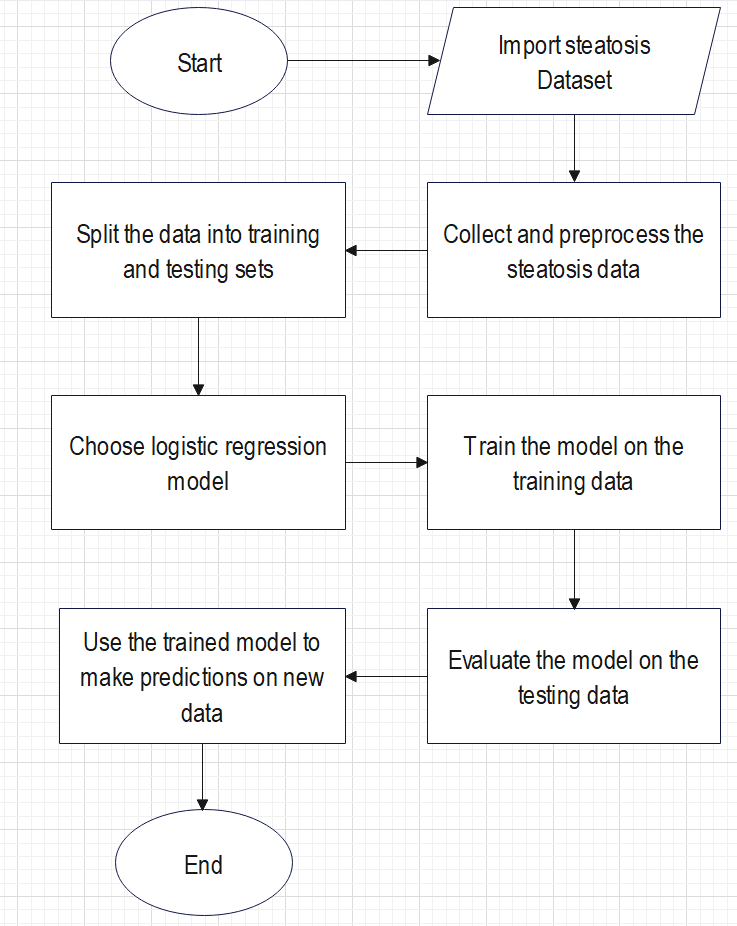 Start
Import steatosis
Dataset
Collect and preprocess the
steatosis data
Split the data into training
and testing sets
Choose logistic regression
model
Train the model on the
training data
Evaluate the model on the
testing data
Use the trained model to
make predictions on new
data
End